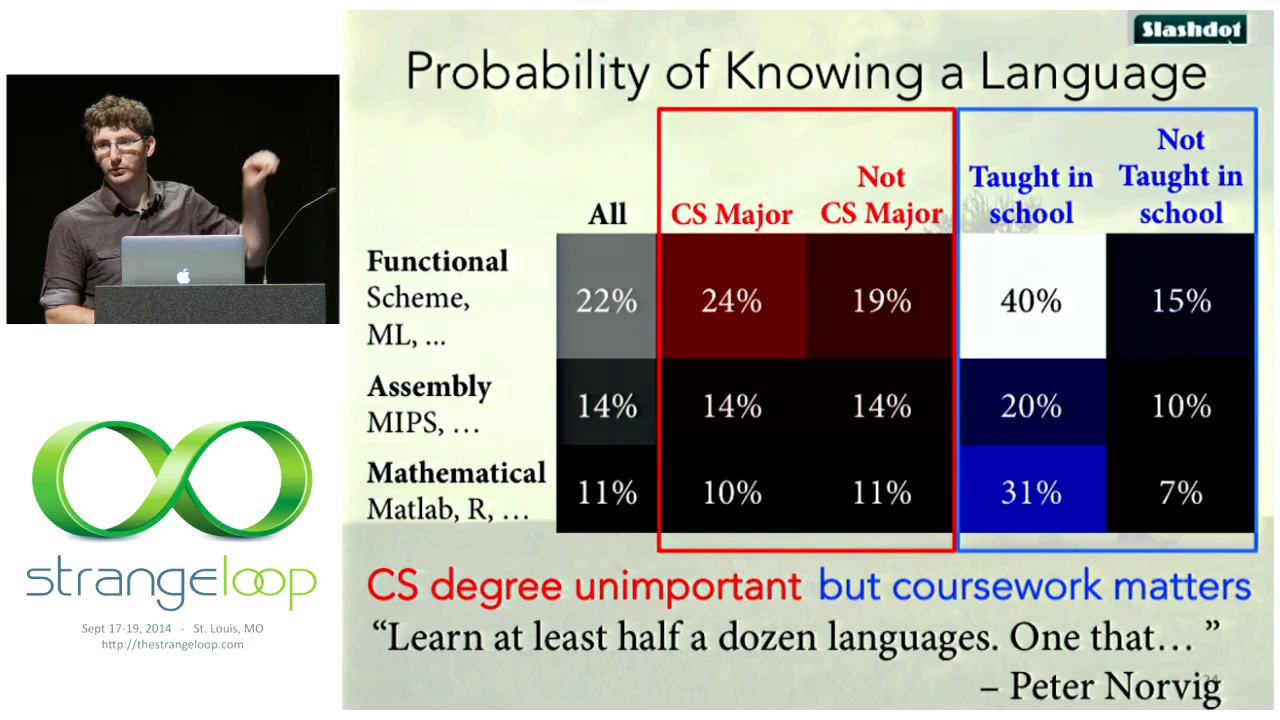 Slashdot
Probability of Knowing a Language
All
CS Major
Not
CS Major
Taught in
school
Not
Taught in
school
Functional
Scheme,
ML, ...
22%
24%
19%
40%
15%
Assembly
MIPS, …
14%
14%
14%
20%
10%
Mathematical
Matlab, R, …
11%
10%
11%
31%
7%
CS degree unimportant but coursework matters
“Learn at least half a dozen languages. One that… ”
– Peter Norvig
strangeloop
Sept 17-19, 2014 - St. Louis, MO
http://thestrangeloop.com